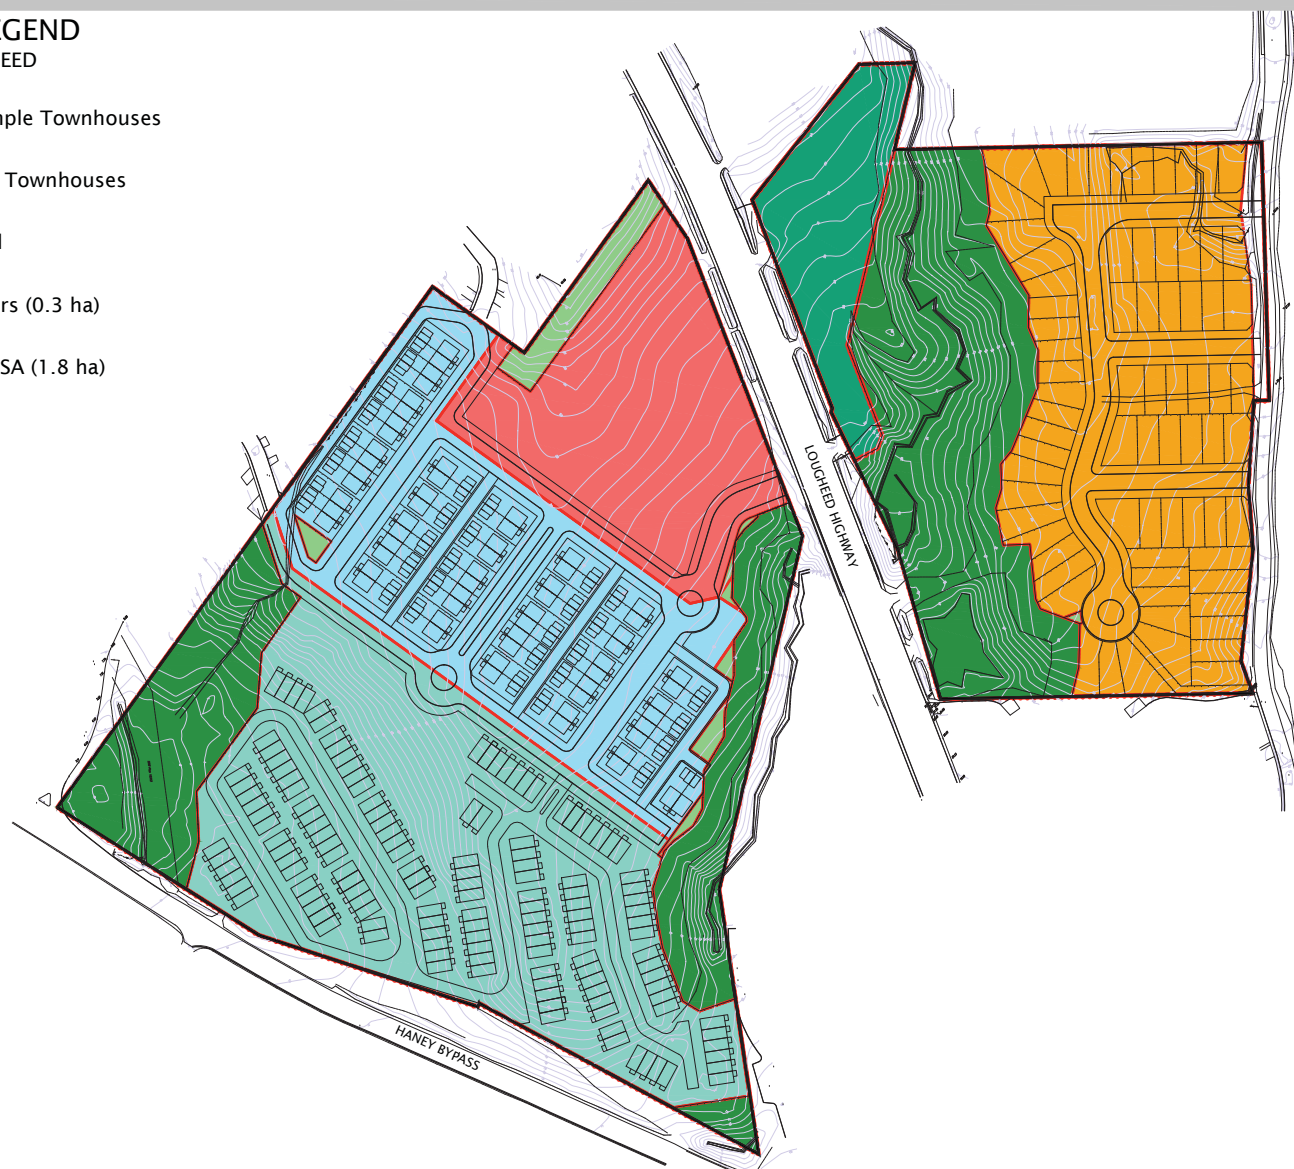 EGEND
EED
ple Townhouses
Townhouses
rs (0.3 ha)
SA (1.8 ha)
LOUGHEED HIGHWAY
HANEY BYPASS